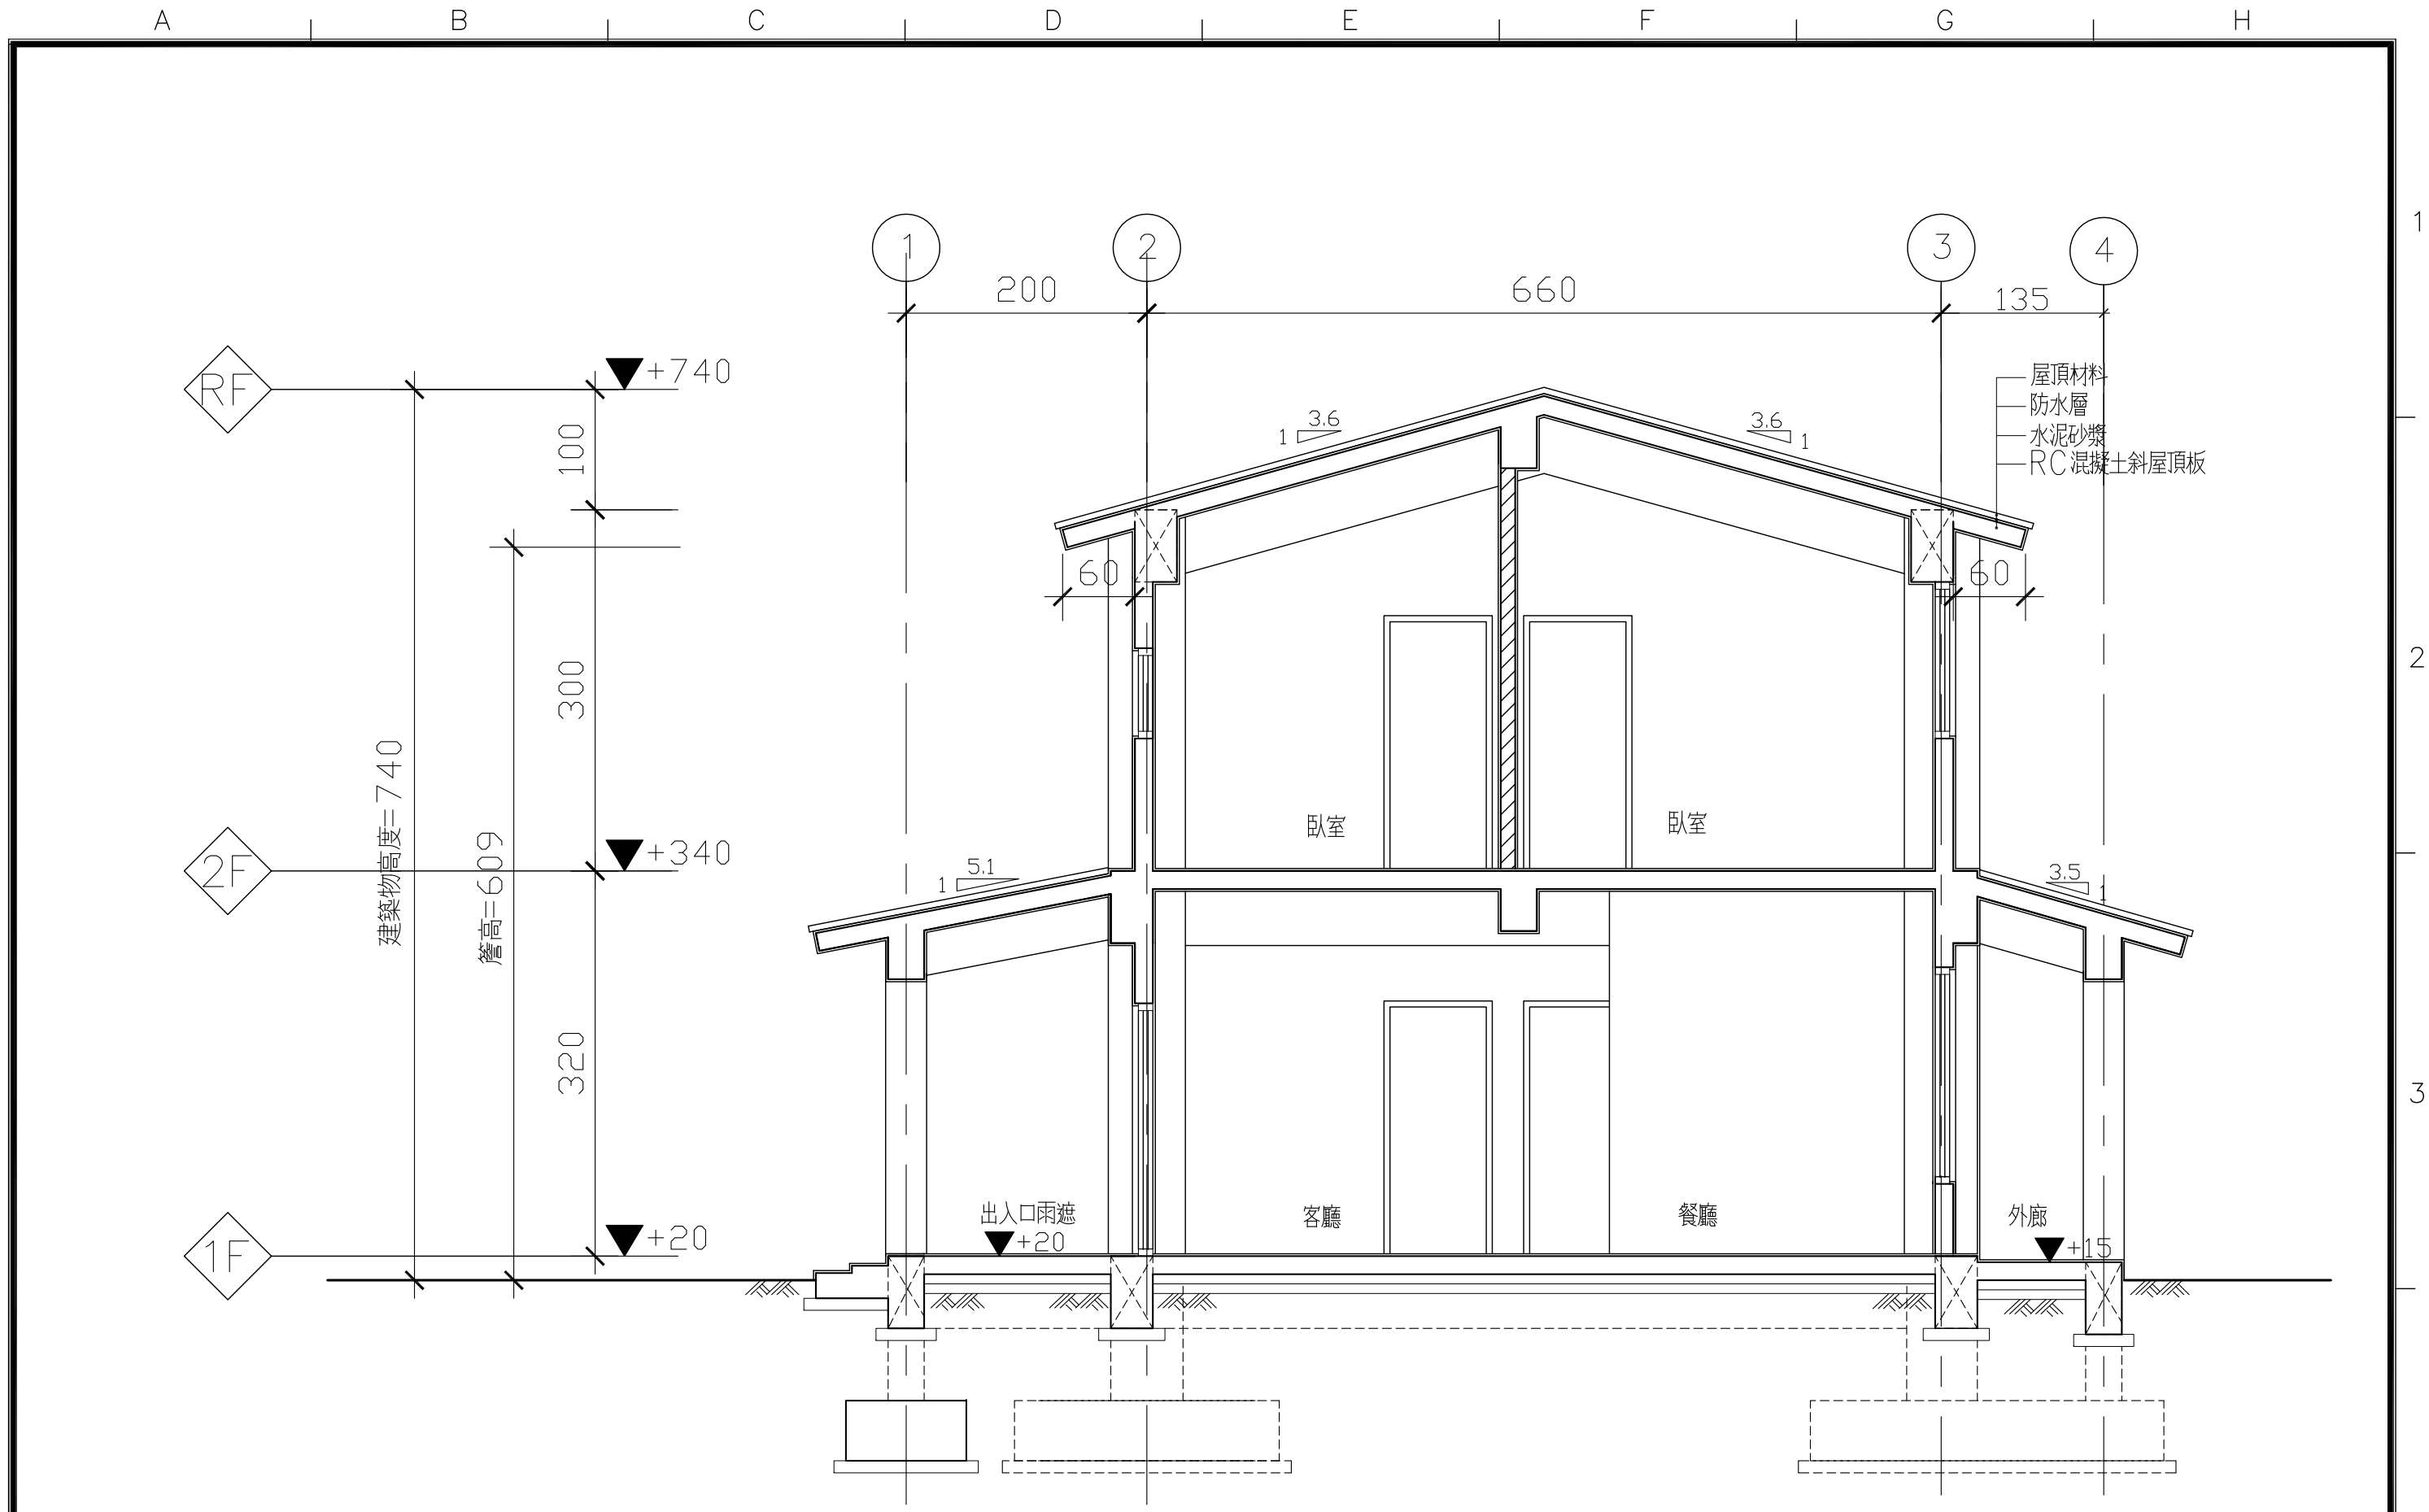 A B C D E F G H
1
2
3
1 2 3 4
200 660 135
RF +740
100
屋頂材料
防水層
水泥砂漿
RC混凝土斜屋頂板
3.6
1
3.6
1
60
60
300
建築物高度=740
簷高=609
臥室
臥室
2F +340
5.1
1
3.5
1
320
出入口雨遮
+20
客廳
餐廳
外廊
+15
1F +20